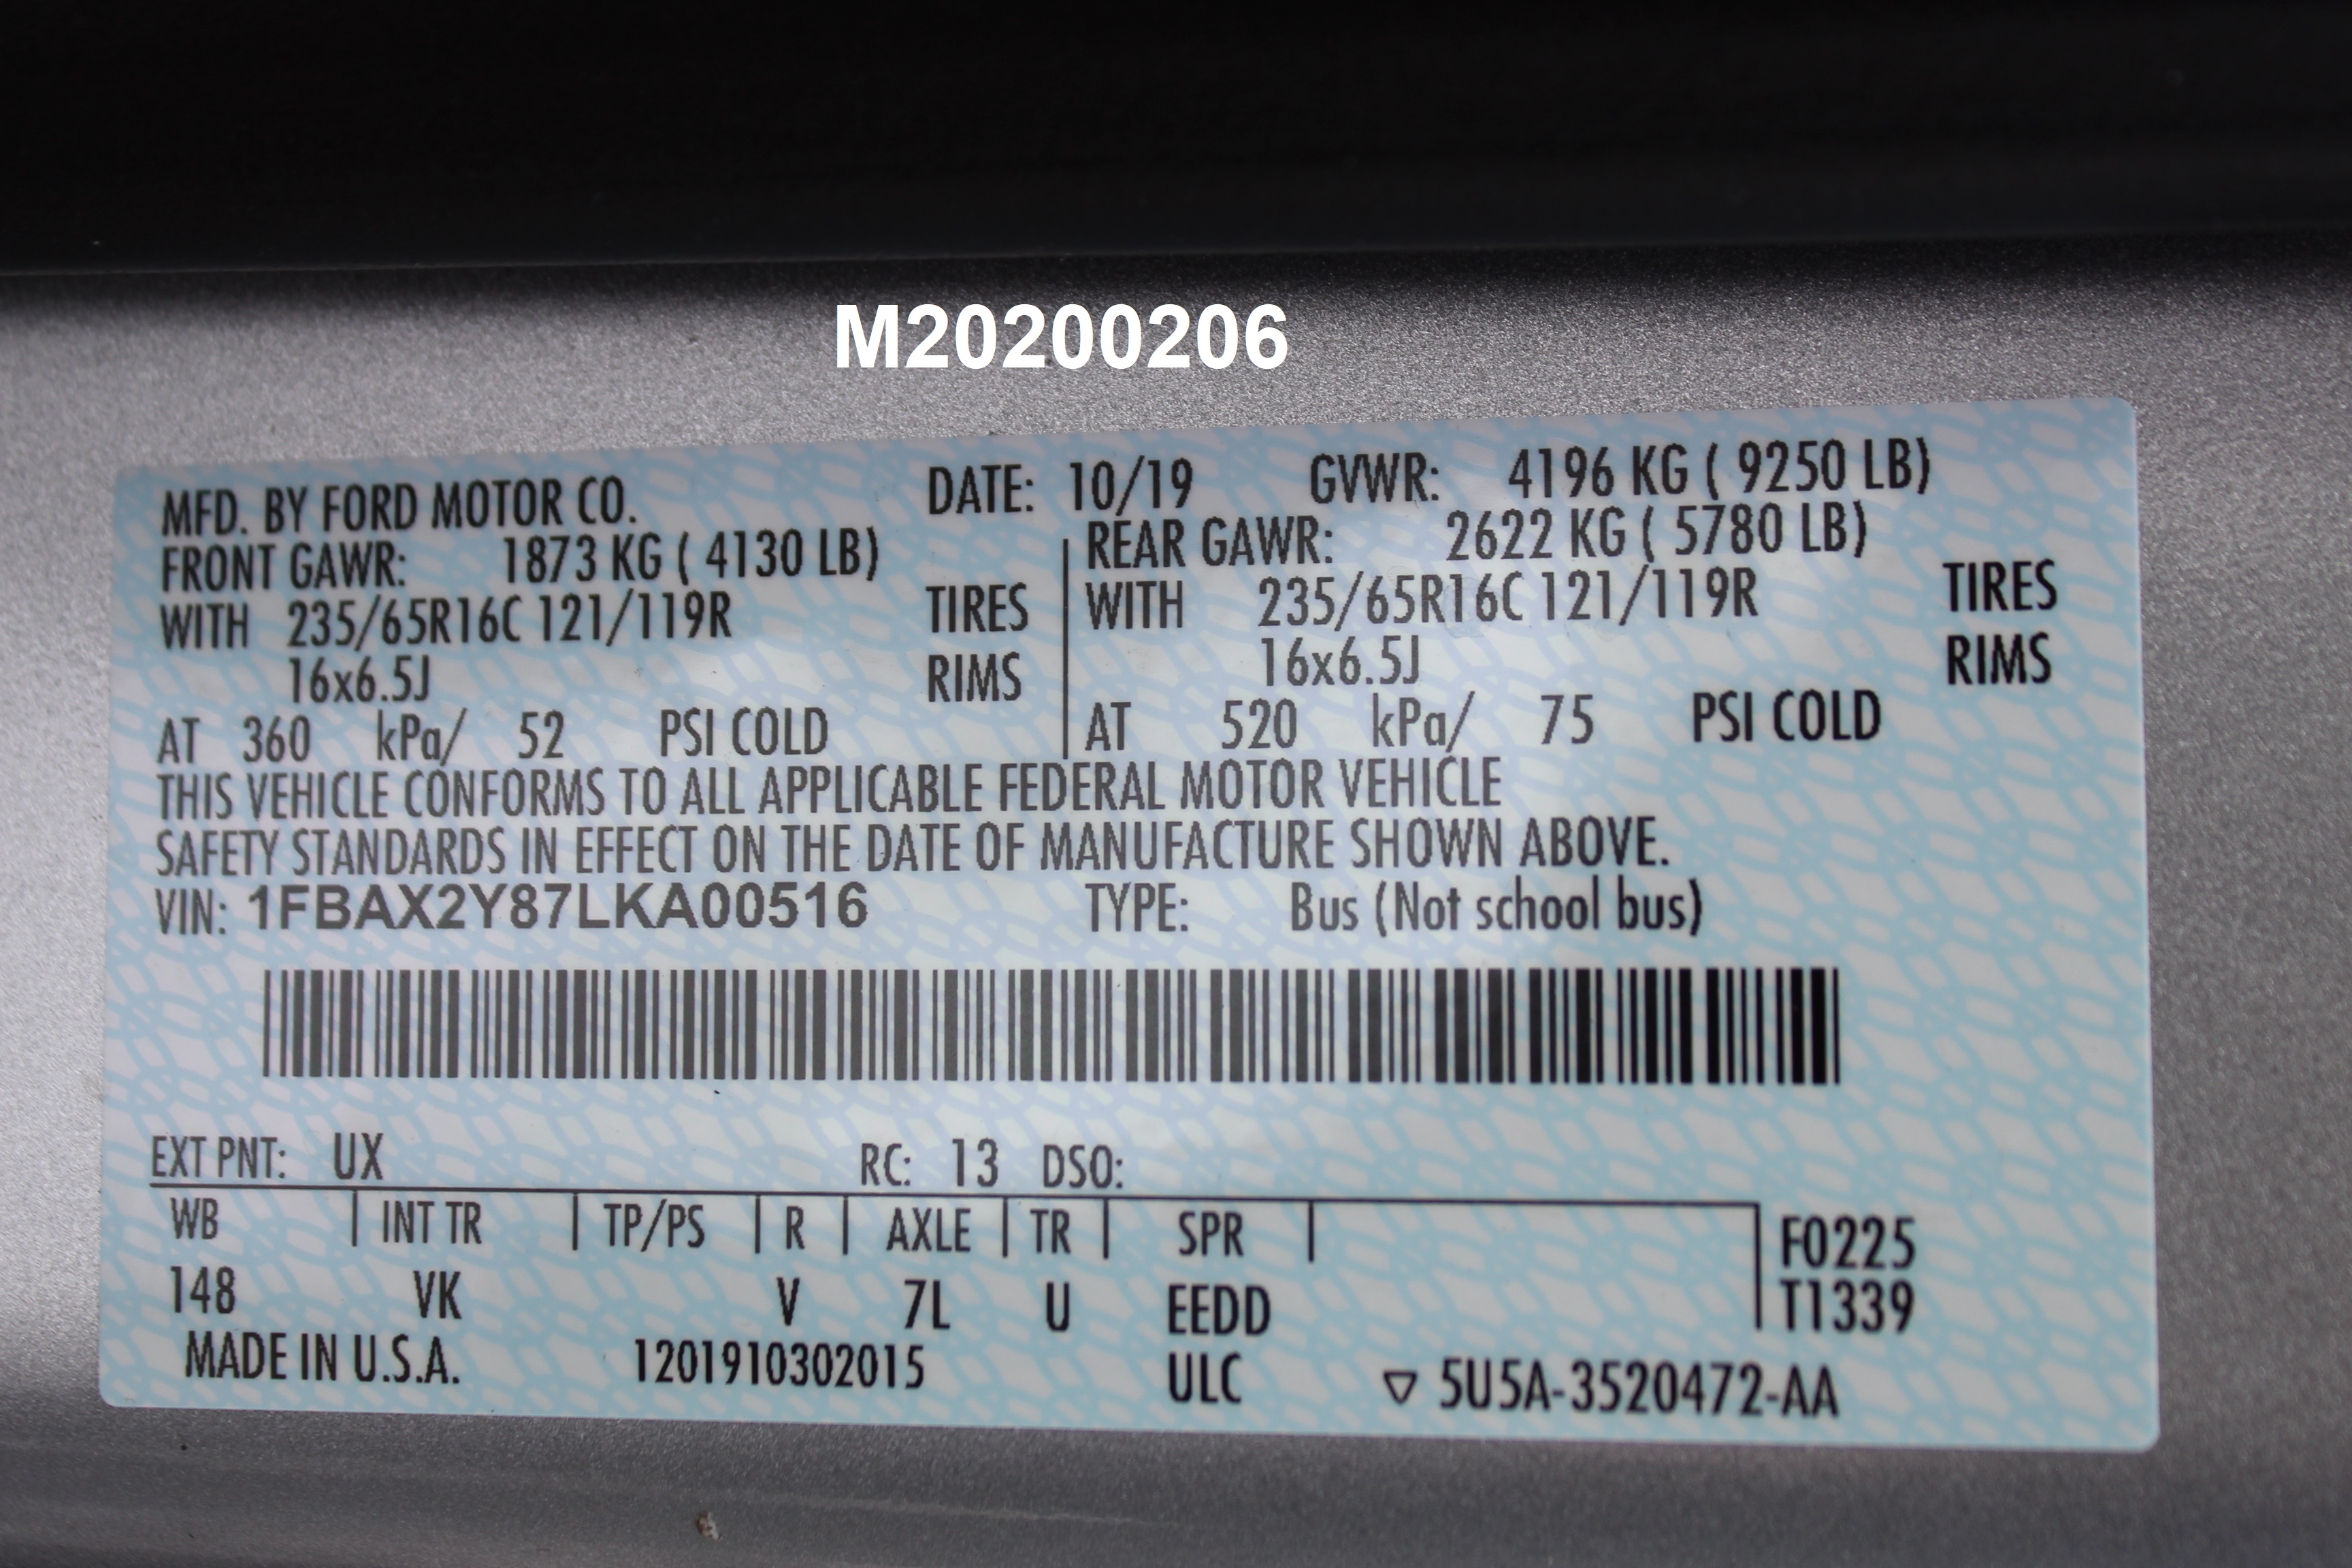 M20200206
MFD. BY FORD MOTOR CO. DATE: 10/19 GVWR: 4196 KG ( 9250 LB)
FRONT GAWR: 1873 KG ( 4130 LB) REAR GAWR: 2622 KG ( 5780 LB)
WITH 235/65R16C 121/119R TIRES WITH 235/65R16C 121/119R TIRES
16x6.5J RIMS 16x6.5J RIMS
AT 360 kPa/ 52 PSI COLD AT 520 kPa/ 75 PSI COLD
THIS VEHICLE CONFORMS TO ALL APPLICABLE FEDERAL MOTOR VEHICLE
SAFETY STANDARDS IN EFFECT ON THE DATE OF MANUFACTURE SHOWN ABOVE.
VIN: 1FBAX2Y87LKA00516 TYPE: Bus (Not school bus)
EXT PNT: UX RC: 13 DSO:
WB INT TR TP/PS R AXLE TR SPR F0225
148 VK V 7L U EEDD T1339
MADE IN U.S.A. 1201910302015 ULC ▽ 5U5A-3520472-AA